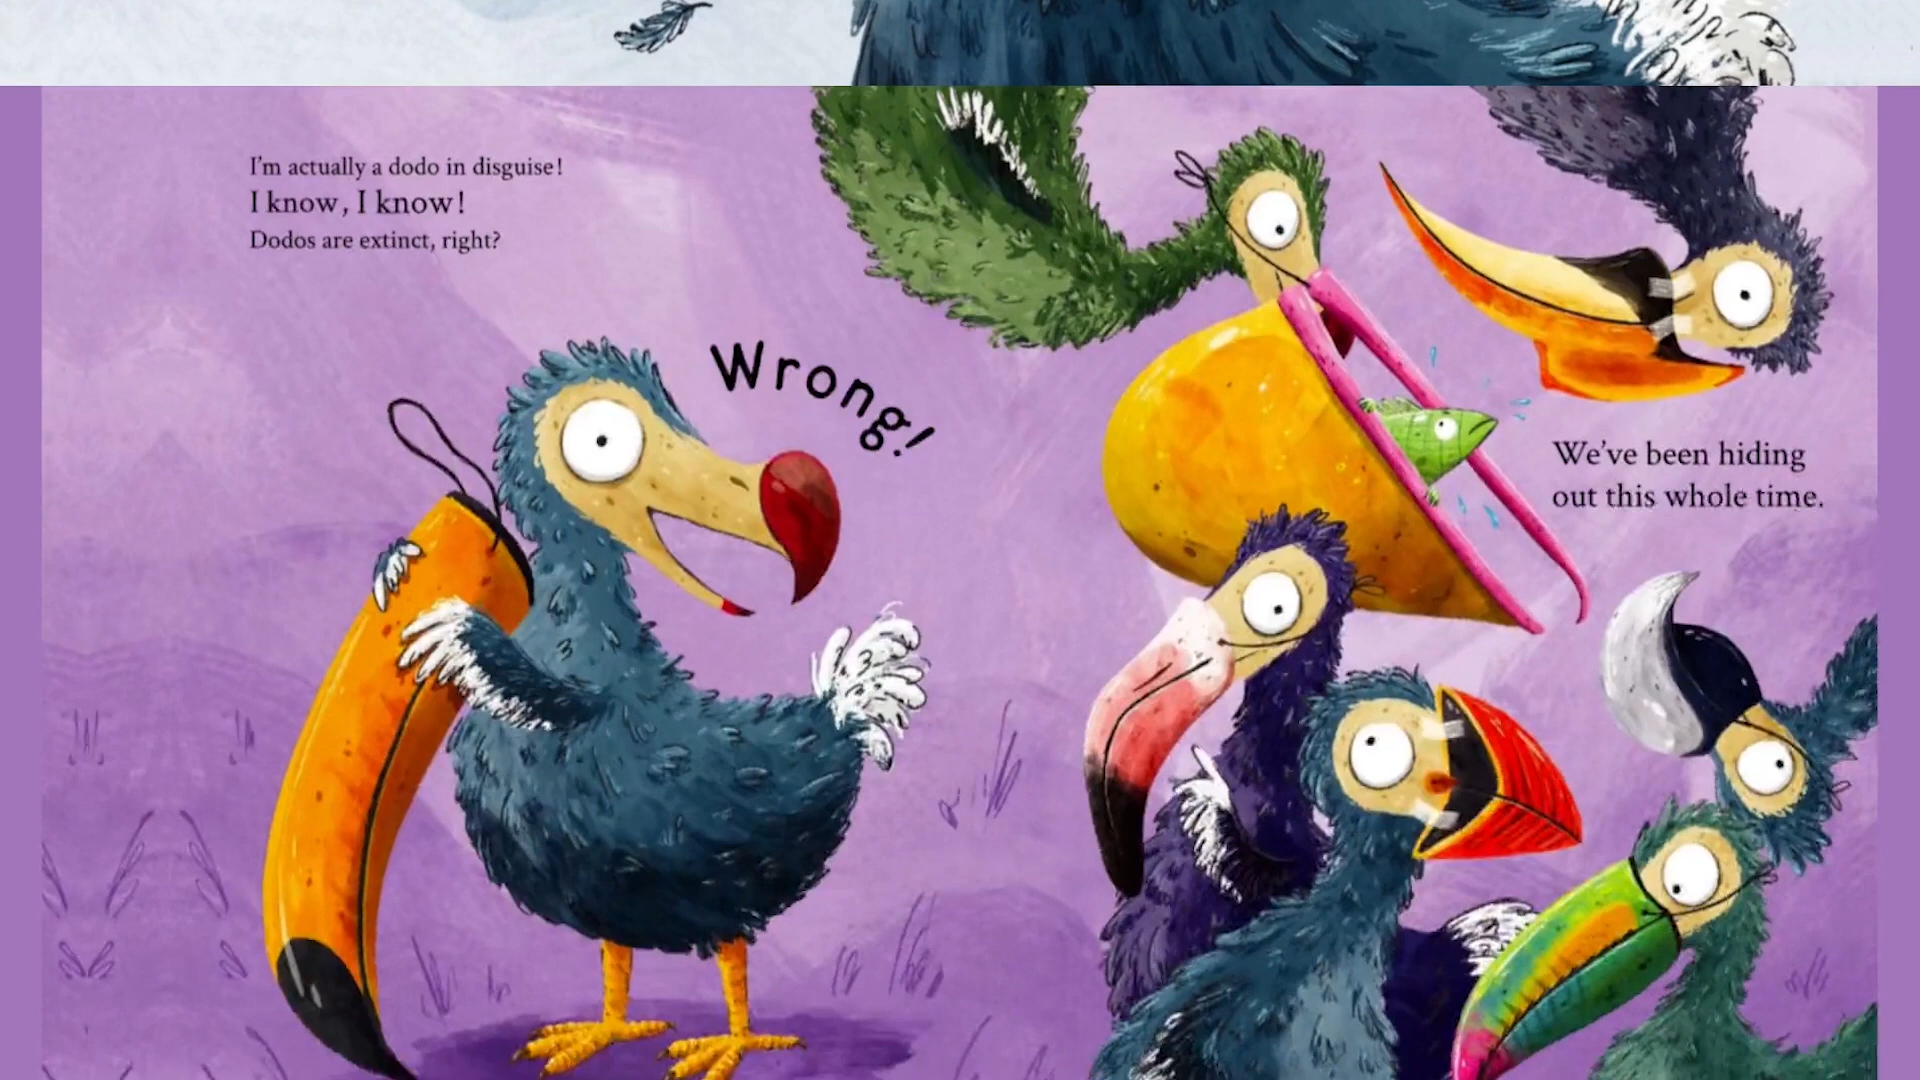 I'm actually a dodo in disguise!
I know, I know!
Dodos are extinct, right?
Wrong!
We've been hiding
out this whole time.